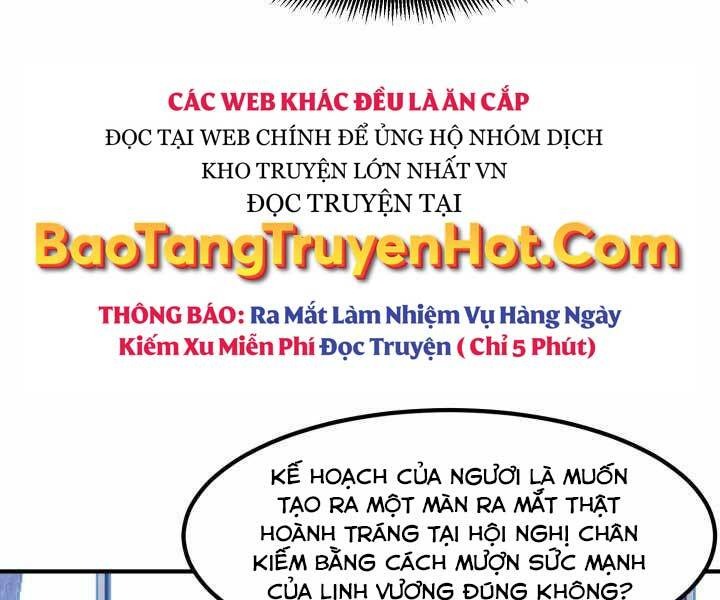 CÁC WEB KHÁC ĐỀU LÀ ĂN CẮP
ĐỌC TẠI WEB CHÍNH ĐỂ ỦNG HỘ NHÓM DỊCH
KHO TRUYỆN LỚN NHẤT VN
ĐỌC TRUYỆN TẠI
BaoTangTruyenHot.Com
THÔNG BÁO: Ra Mắt Làm Nhiệm Vụ Hàng Ngày
Kiếm Xu Miễn Phí Đọc Truyện ( Chỉ 5 Phút)
KẾ HOẠCH CỦA NGƯƠI LÀ MUỐN
TẠO RA MỘT MÀN RA MẮT THẬT
HOÀNH TRÁNG TẠI HỘI NGHỊ CHÂN
KIẾM BẰNG CÁCH MƯỢN SỨC MẠNH
CỦA LINH VƯƠNG ĐÚNG KHÔNG?